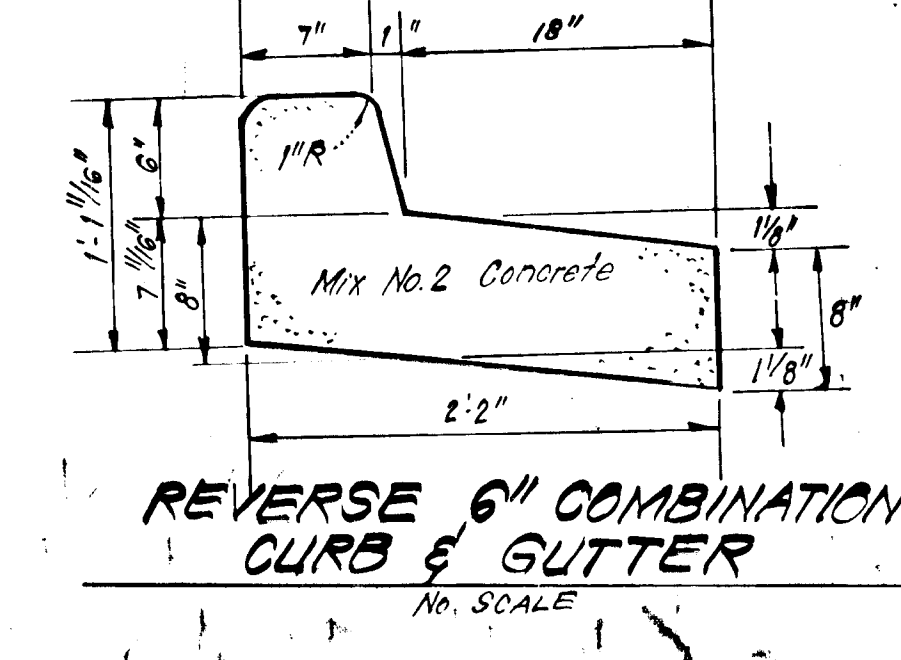 7" 1" 18"
1"R
6"
1'-1 11/16"
7 11/16"
8"
1 1/8"
8"
1 1/8"
Mix No. 2 Concrete
2'-2"
REVERSE 6" COMBINATION
CURB & GUTTER
No. SCALE